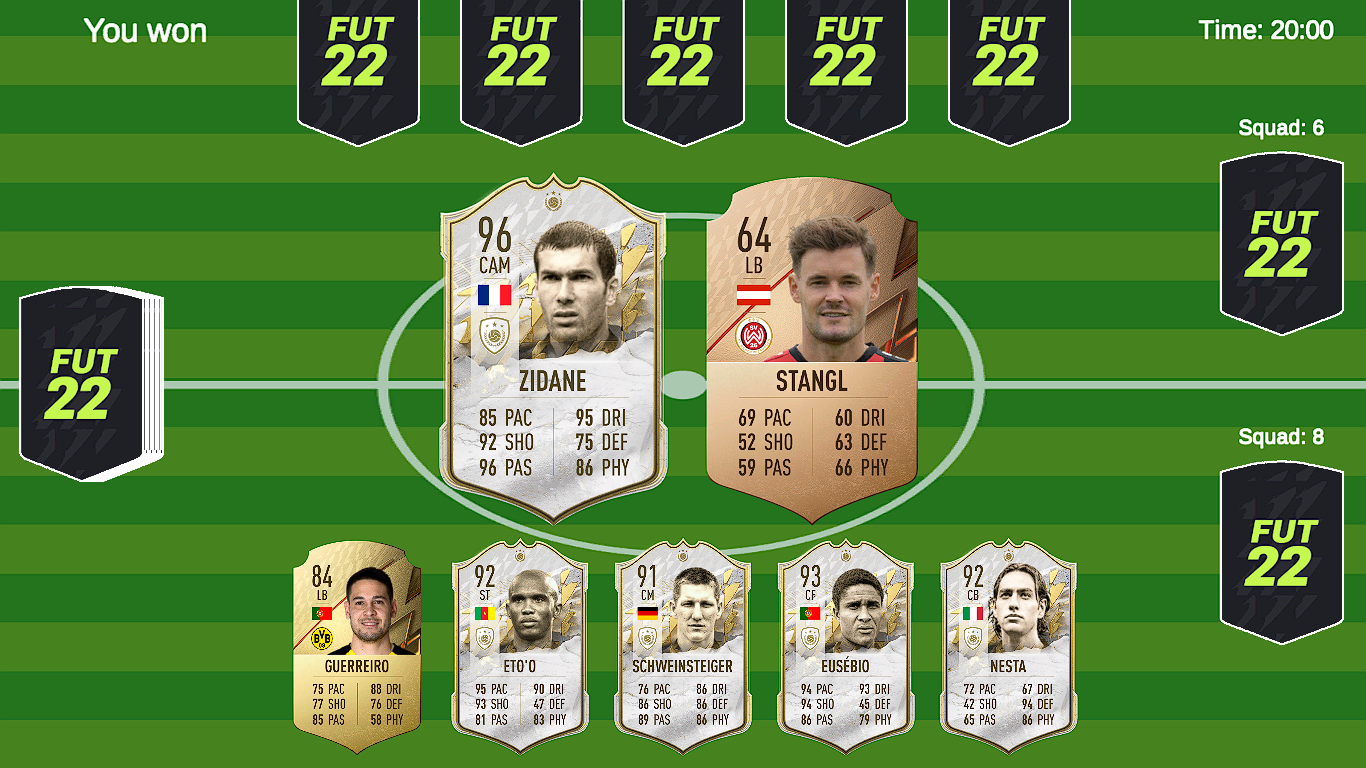 You won
FUT 22
FUT 22
FUT 22
FUT 22
FUT 22
Time: 20:00
Squad: 6
FUT 22
Squad: 8
FUT 22
FUT 22
96
CAM
ZIDANE
85 PAC 95 DRI
92 SHO 75 DEF
96 PAS 86 PHY
64
LB
SV
STANGL
69 PAC 60 DRI
52 SHO 63 DEF
59 PAS 66 PHY
84
LB
BVB
09
GUERREIRO
75 PAC 88 DRI
77 SHO 76 DEF
85 PAS 58 PHY
92
ST
ETO'O
95 PAC 90 DRI
93 SHO 47 DEF
81 PAS 83 PHY
91
CM
SCHWEINSTEIGER
76 PAC 86 DRI
86 SHO 86 DEF
89 PAS 86 PHY
93
CF
EUSÉBIO
94 PAC 93 DRI
94 SHO 45 DEF
86 PAS 79 PHY
92
CB
NESTA
72 PAC 67 DRI
42 SHO 94 DEF
65 PAS 86 PHY